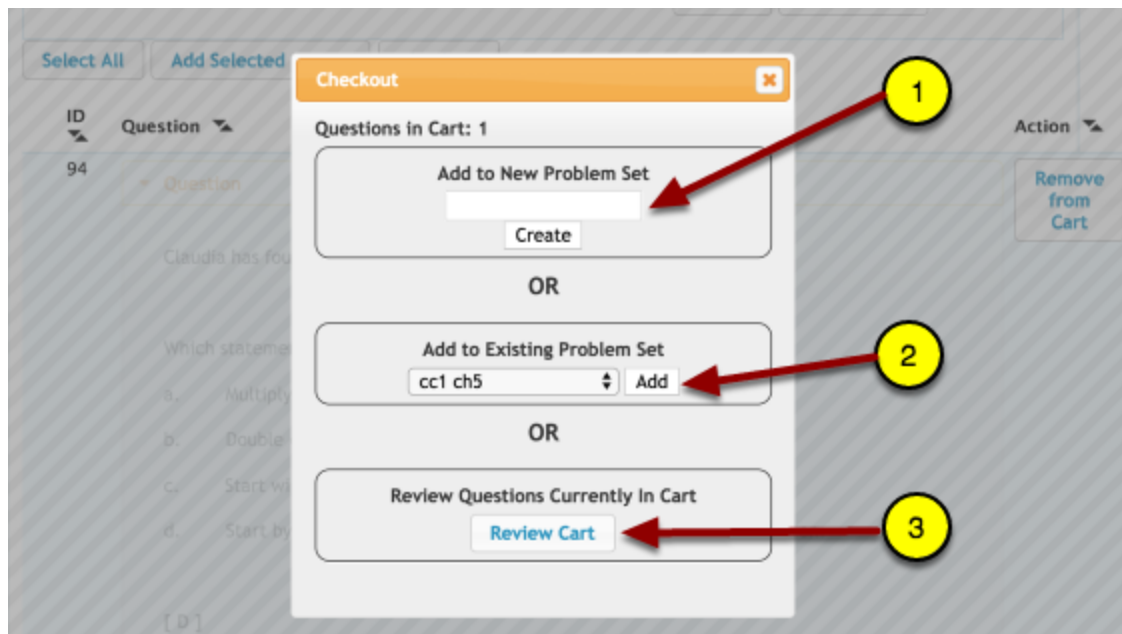 Select All
Add Selected
Checkout
1
ID
Question
Questions in Cart: 1
Action
94
Question
Add to New Problem Set
Remove
from
Cart
Create
Claudia has fou
OR
Which stateme
Add to Existing Problem Set
2
cc1 ch5
Add
a. Multiply
b. Double
OR
c. Start wi
Review Questions Currently In Cart
d. Start by
Review Cart
3
[ D ]